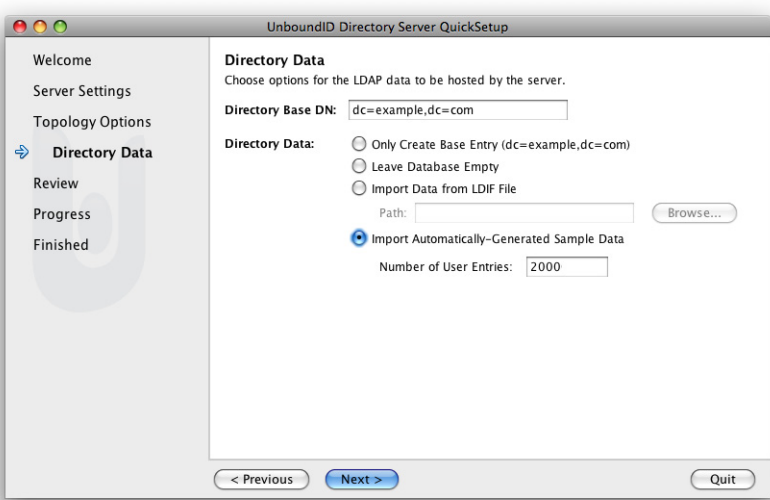 UnboundID Directory Server QuickSetup
Welcome
Server Settings
Topology Options
Directory Data
Review
Progress
Finished
Directory Data
Choose options for the LDAP data to be hosted by the server.
Directory Base DN: dc=example,dc=com
Directory Data: Only Create Base Entry (dc=example,dc=com)
Leave Database Empty
Import Data from LDIF File
Path: Browse...
Import Automatically-Generated Sample Data
Number of User Entries: 2000
< Previous Next > Quit